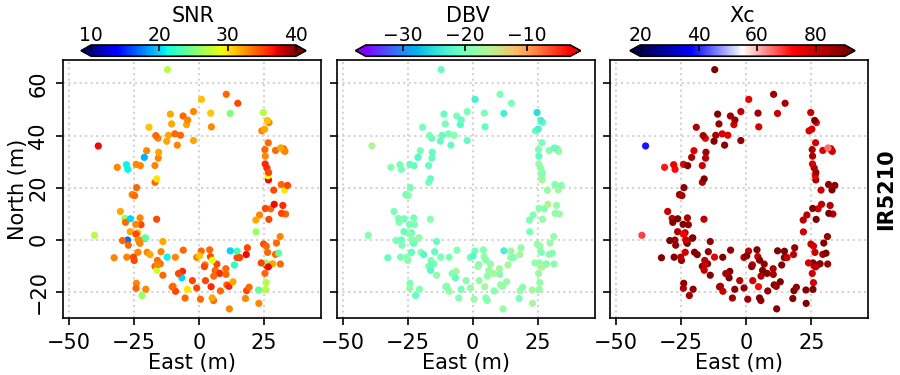 SNR DBV Xc
10 20 30 40 −30 −20 −10 20 40 60 80
North (m)
60
40
20
0
−20
−50 −25 0 25 −50 −25 0 25 −50 −25 0 25
East (m) East (m) East (m)
IR5210